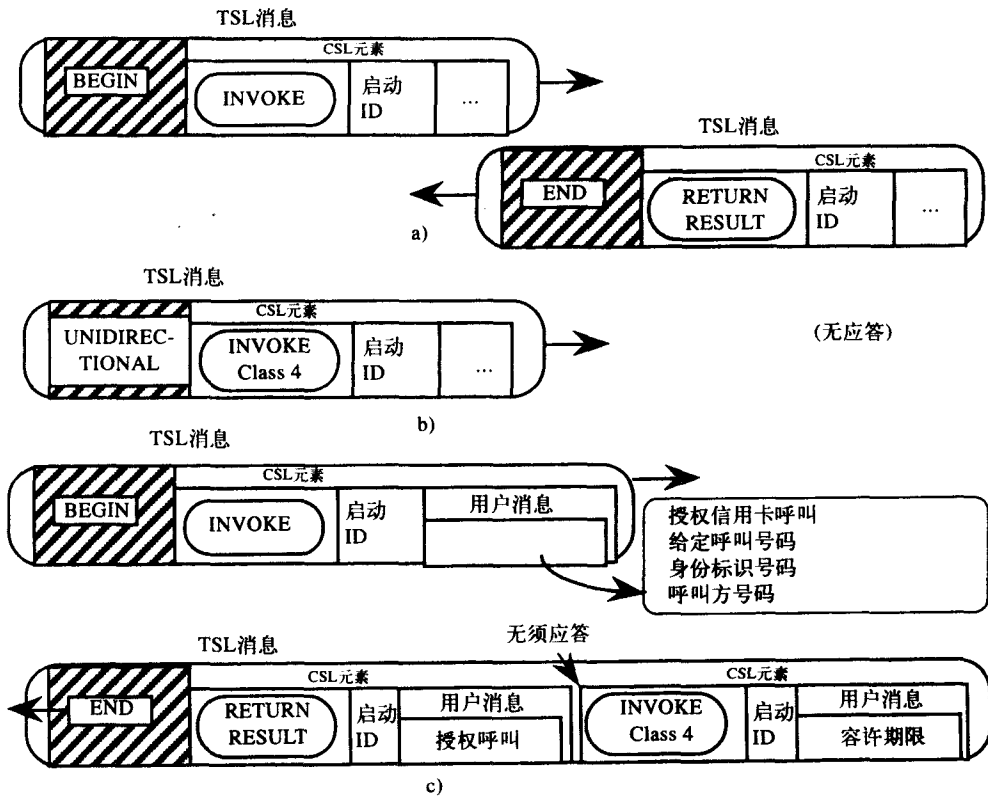 TSL消息
CSL元素
BEGIN
INVOKE
启动
ID
...
TSL消息
CSL元素
END
RETURN
RESULT
启动
ID
...
a)
TSL消息
CSL元素
UNIDIREC-
TIONAL
INVOKE
Class 4
启动
ID
...
(无应答)
b)
TSL消息
CSL元素
BEGIN
INVOKE
启动
ID
用户消息
授权信用卡呼叫
给定呼叫号码
身份标识号码
呼叫方号码
TSL消息
无须应答
CSL元素
CSL元素
END
RETURN
RESULT
启动
ID
用户消息
授权呼叫
INVOKE
Class 4
启动
ID
用户消息
容许期限
c)